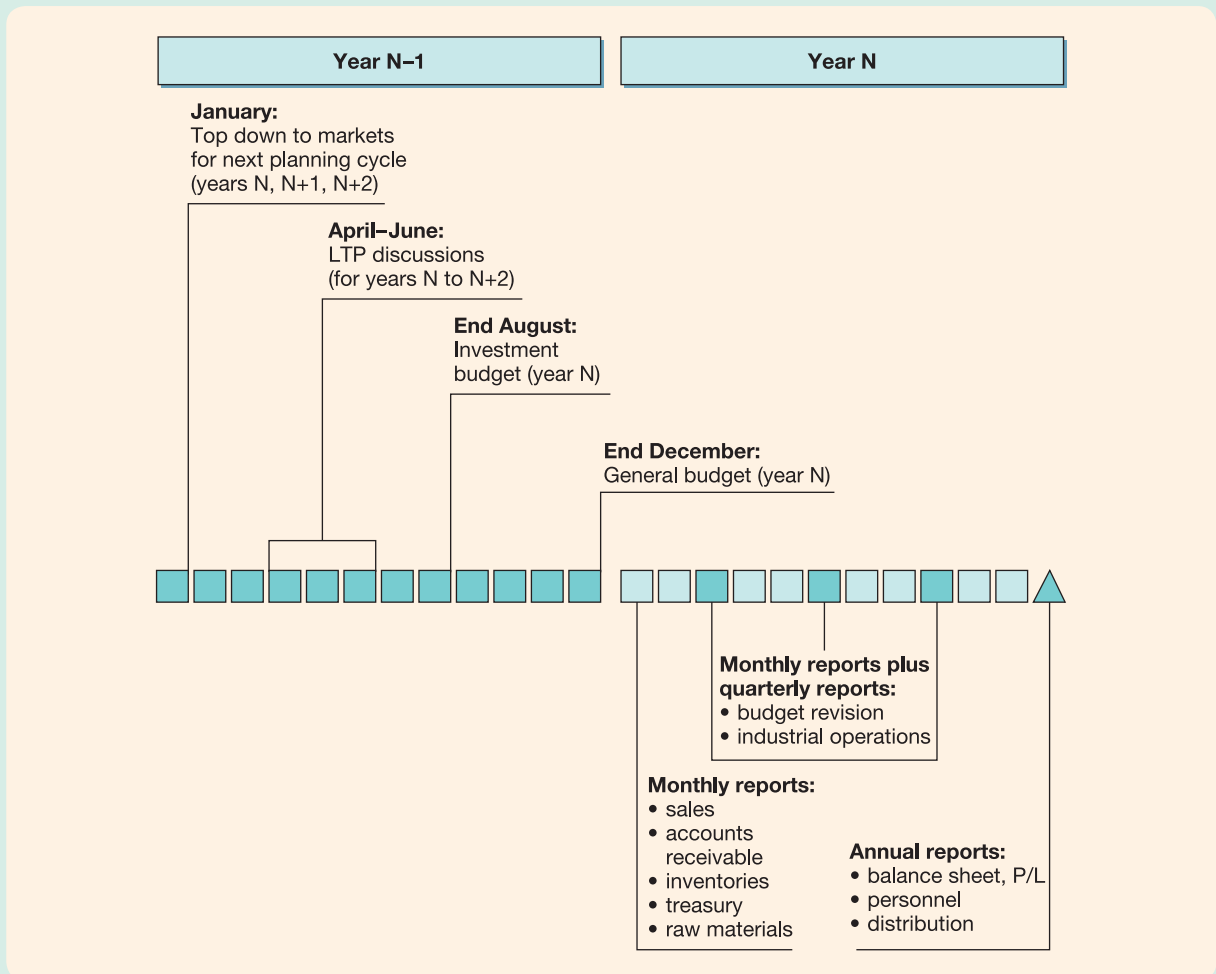 Year N–1
Year N
January:
Top down to markets
for next planning cycle
(years N, N+1, N+2)
April–June:
LTP discussions
(for years N to N+2)
End August:
Investment
budget (year N)
End December:
General budget (year N)
Monthly reports plus
quarterly reports:
• budget revision
• industrial operations
Monthly reports:
• sales
• accounts
receivable
• inventories
• treasury
• raw materials
Annual reports:
• balance sheet, P/L
• personnel
• distribution